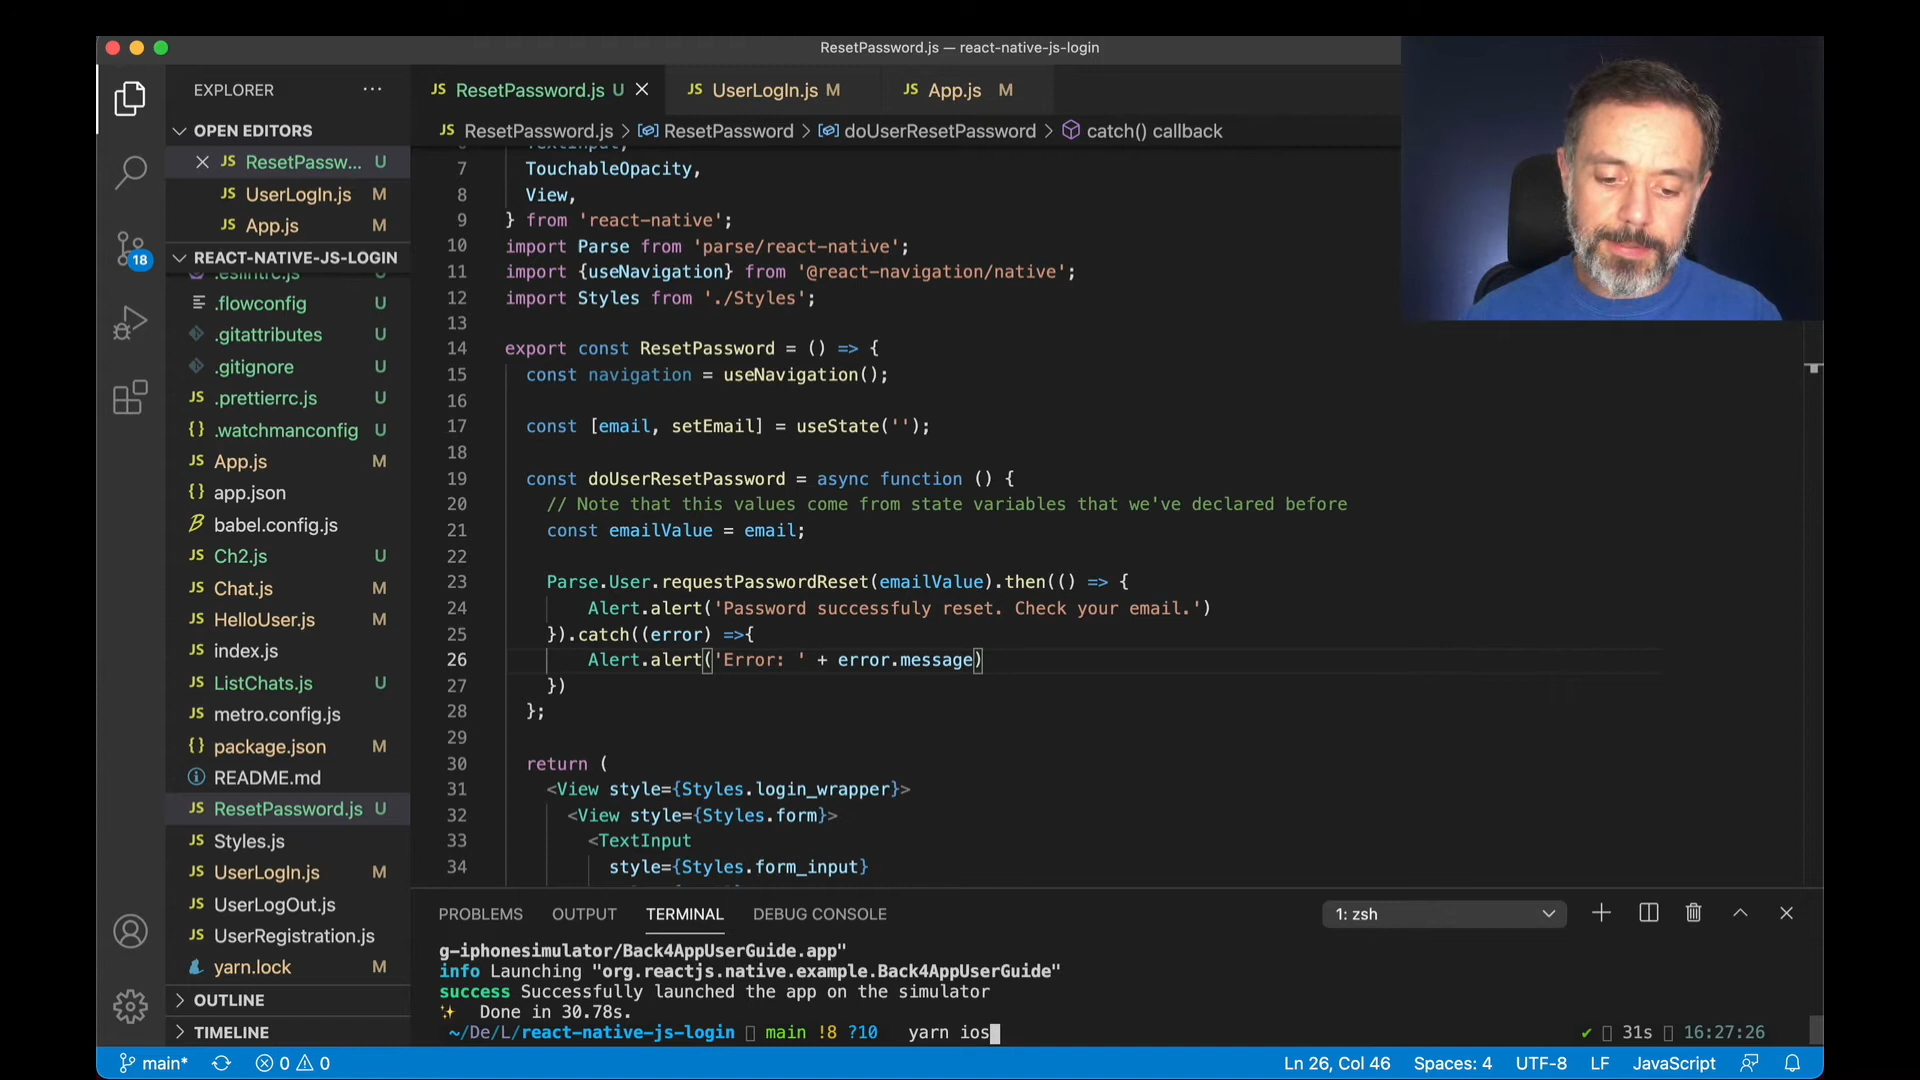 ResetPassword.js — react-native-js-login
EXPLORER ···
JS ResetPassword.js U
JS UserLogIn.js M
JS App.js M
OPEN EDITORS
JS ResetPassw... U
JS UserLogIn.js M
JS App.js M
REACT-NATIVE-JS-LOGIN
.eslintrc.js U
.flowconfig U
.gitattributes U
.gitignore U
.prettierrc.js U
{} .watchmanconfig U
JS App.js M
{} app.json
babel.config.js
JS Ch2.js U
JS Chat.js M
JS HelloUser.js M
JS index.js
JS ListChats.js U
JS metro.config.js
{} package.json M
README.md
JS ResetPassword.js U
JS Styles.js
JS UserLogIn.js M
JS UserLogOut.js
JS UserRegistration.js
yarn.lock M
OUTLINE
TIMELINE
18
JS ResetPassword.js > ResetPassword > doUserResetPassword > catch() callback
6 TextInput,
7 TouchableOpacity,
8 View,
9 } from 'react-native';
10 import Parse from 'parse/react-native';
11 import {useNavigation} from '@react-navigation/native';
12 import Styles from './Styles';
13
14 export const ResetPassword = () => {
15 const navigation = useNavigation();
16
17 const [email, setEmail] = useState('');
18
19 const doUserResetPassword = async function () {
20 // Note that this values come from state variables that we've declared before
21 const emailValue = email;
22
23 Parse.User.requestPasswordReset(emailValue).then(() => {
24 Alert.alert('Password successfuly reset. Check your email.')
25 }).catch((error) =>{
26 Alert.alert('Error: ' + error.message)
27 })
28 };
29
30 return (
31 <View style={Styles.login_wrapper}>
32 <View style={Styles.form}>
33 <TextInput
34 style={Styles.form_input}
PROBLEMS OUTPUT TERMINAL DEBUG CONSOLE
1: zsh
g-iphonesimulator/Back4AppUserGuide.app"
info Launching "org.reactjs.native.example.Back4AppUserGuide"
success Successfully launched the app on the simulator
✨ Done in 30.78s.
~/De/L/react-native-js-login main !8 ?10 yarn ios
✔ 31s 16:27:26
main* 0 0
Ln 26, Col 46 Spaces: 4 UTF-8 LF JavaScript